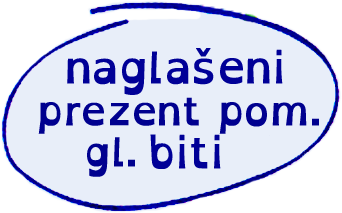 naglašeni
prezent pom.
gl. biti